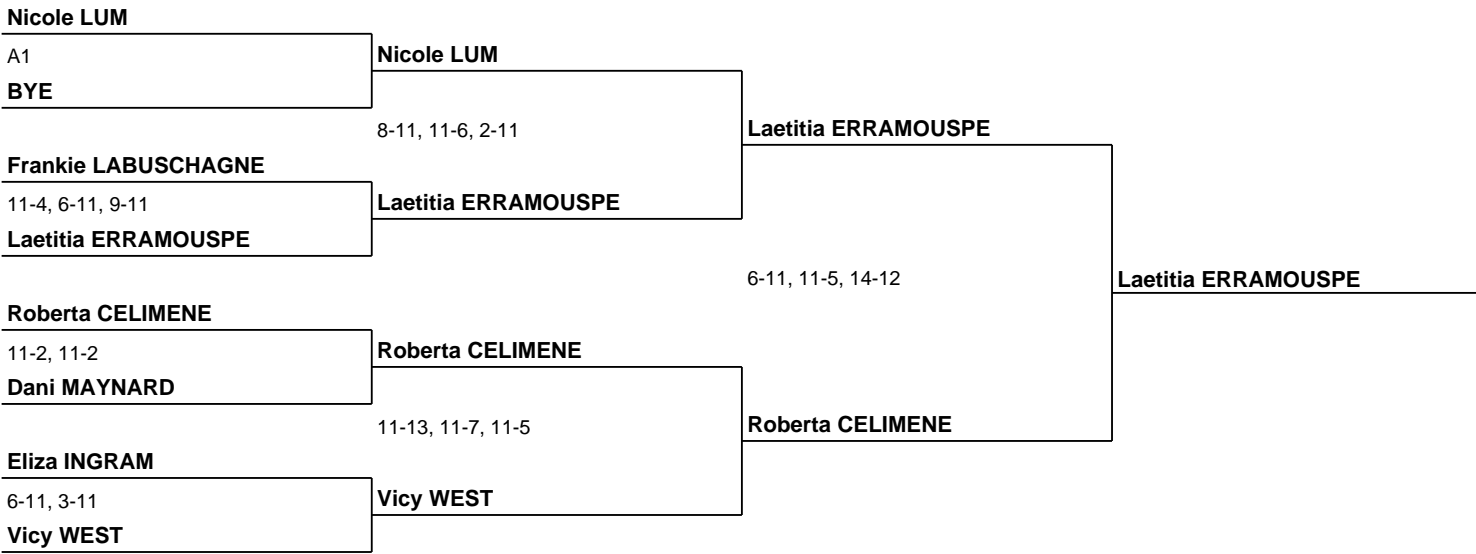 Nicole LUM
A1
BYE
Nicole LUM
8-11, 11-6, 2-11
Frankie LABUSCHAGNE
11-4, 6-11, 9-11
Laetitia ERRAMOUSPE
Laetitia ERRAMOUSPE
Laetitia ERRAMOUSPE
6-11, 11-5, 14-12
Laetitia ERRAMOUSPE
Roberta CELIMENE
11-2, 11-2
Dani MAYNARD
Roberta CELIMENE
11-13, 11-7, 11-5
Roberta CELIMENE
Eliza INGRAM
6-11, 3-11
Vicy WEST
Vicy WEST